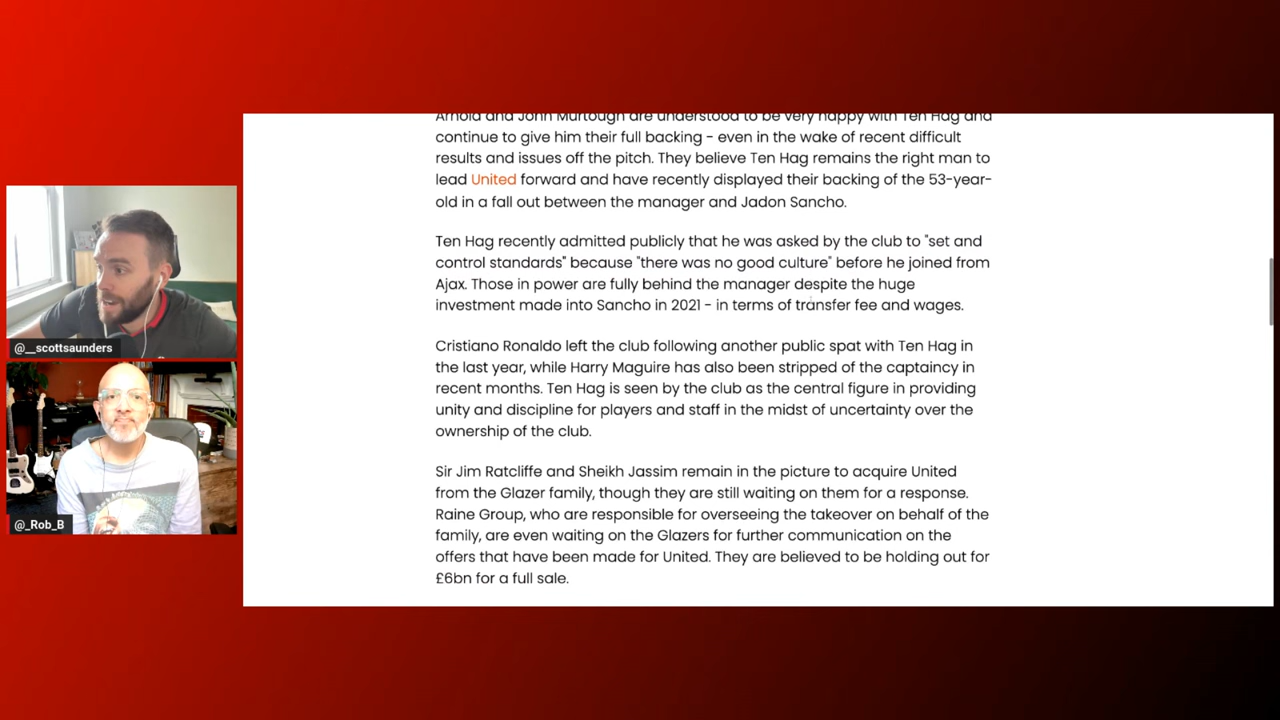 Arnold and John Murtough are understood to be very happy with Ten Hag and
continue to give him their full backing - even in the wake of recent difficult
results and issues off the pitch. They believe Ten Hag remains the right man to
lead United forward and have recently displayed their backing of the 53-year-
old in a fall out between the manager and Jadon Sancho.
Ten Hag recently admitted publicly that he was asked by the club to "set and
control standards" because "there was no good culture" before he joined from
Ajax. Those in power are fully behind the manager despite the huge
investment made into Sancho in 2021 - in terms of transfer fee and wages.
Cristiano Ronaldo left the club following another public spat with Ten Hag in
the last year, while Harry Maguire has also been stripped of the captaincy in
recent months. Ten Hag is seen by the club as the central figure in providing
unity and discipline for players and staff in the midst of uncertainty over the
ownership of the club.
Sir Jim Ratcliffe and Sheikh Jassim remain in the picture to acquire United
from the Glazer family, though they are still waiting on them for a response.
Raine Group, who are responsible for overseeing the takeover on behalf of the
family, are even waiting on the Glazers for further communication on the
offers that have been made for United. They are believed to be holding out for
£6bn for a full sale.
@__scottsaunders
@_Rob_B